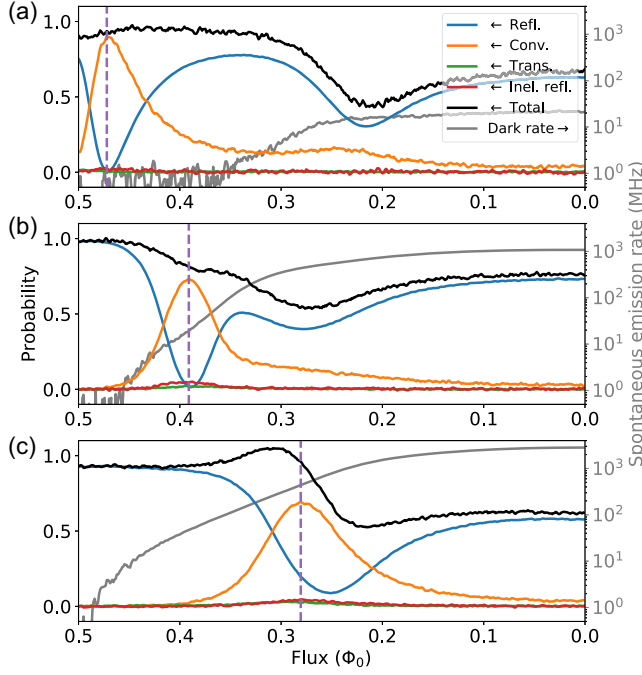 (a)
1.0
0.5
0.0
← Refl.
← Conv.
← Trans.
← Inel. refl.
← Total
Dark rate →
10³
10²
10¹
10⁰
0.5 0.4 0.3 0.2 0.1 0.0
(b)
1.0
0.5
0.0
10³
10²
10¹
10⁰
0.5 0.4 0.3 0.2 0.1 0.0
Probability
Spontaneous emission rate (MHz)
(c)
1.0
0.5
0.0
10³
10²
10¹
10⁰
0.5 0.4 0.3 0.2 0.1 0.0
Flux (Φ₀)